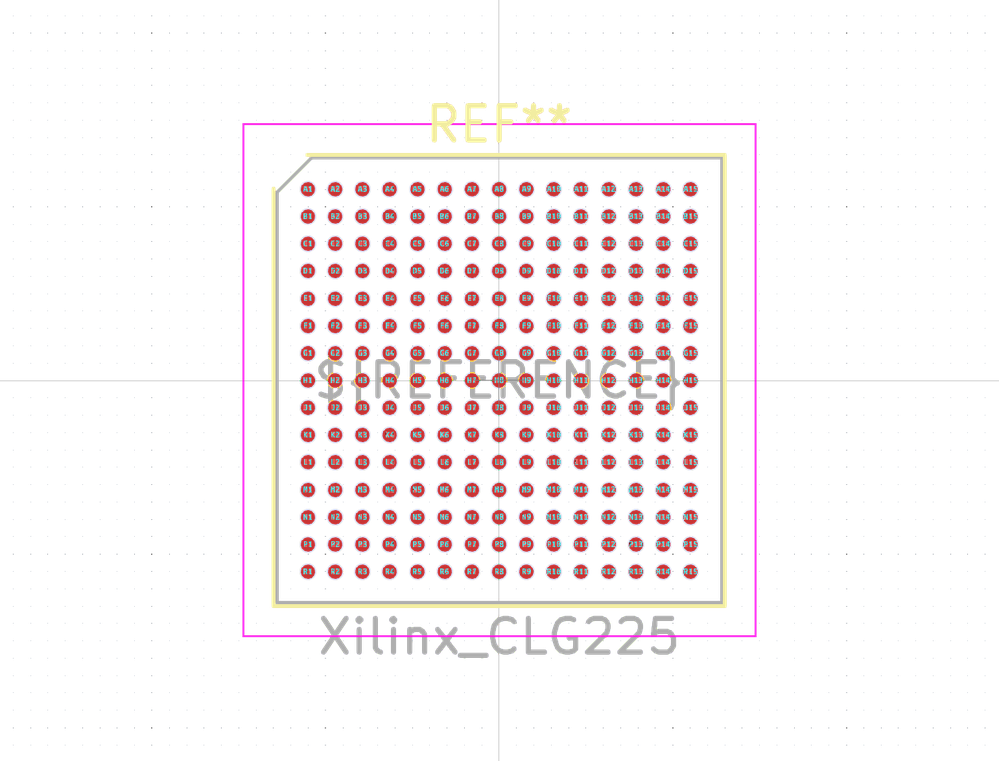 REF**
A1 A2 A3 A4 A5 A6 A7 A8 A9 A10 A11 A12 A13 A14 A15
B1 B2 B3 B4 B5 B6 B7 B8 B9 B10 B11 B12 B13 B14 B15
C1 C2 C3 C4 C5 C6 C7 C8 C9 C10 C11 C12 C13 C14 C15
D1 D2 D3 D4 D5 D6 D7 D8 D9 D10 D11 D12 D13 D14 D15
E1 E2 E3 E4 E5 E6 E7 E8 E9 E10 E11 E12 E13 E14 E15
F1 F2 F3 F4 F5 F6 F7 F8 F9 F10 F11 F12 F13 F14 F15
G1 G2 G3 G4 G5 G6 G7 G8 G9 G10 G11 G12 G13 G14 G15
${REFERENCE}
H1 H2 H3 H4 H5 H6 H7 H8 H9 H10 H11 H12 H13 H14 H15
J1 J2 J3 J4 J5 J6 J7 J8 J9 J10 J11 J12 J13 J14 J15
K1 K2 K3 K4 K5 K6 K7 K8 K9 K10 K11 K12 K13 K14 K15
L1 L2 L3 L4 L5 L6 L7 L8 L9 L10 L11 L12 L13 L14 L15
M1 M2 M3 M4 M5 M6 M7 M8 M9 M10 M11 M12 M13 M14 M15
N1 N2 N3 N4 N5 N6 N7 N8 N9 N10 N11 N12 N13 N14 N15
P1 P2 P3 P4 P5 P6 P7 P8 P9 P10 P11 P12 P13 P14 P15
R1 R2 R3 R4 R5 R6 R7 R8 R9 R10 R11 R12 R13 R14 R15
Xilinx_CLG225